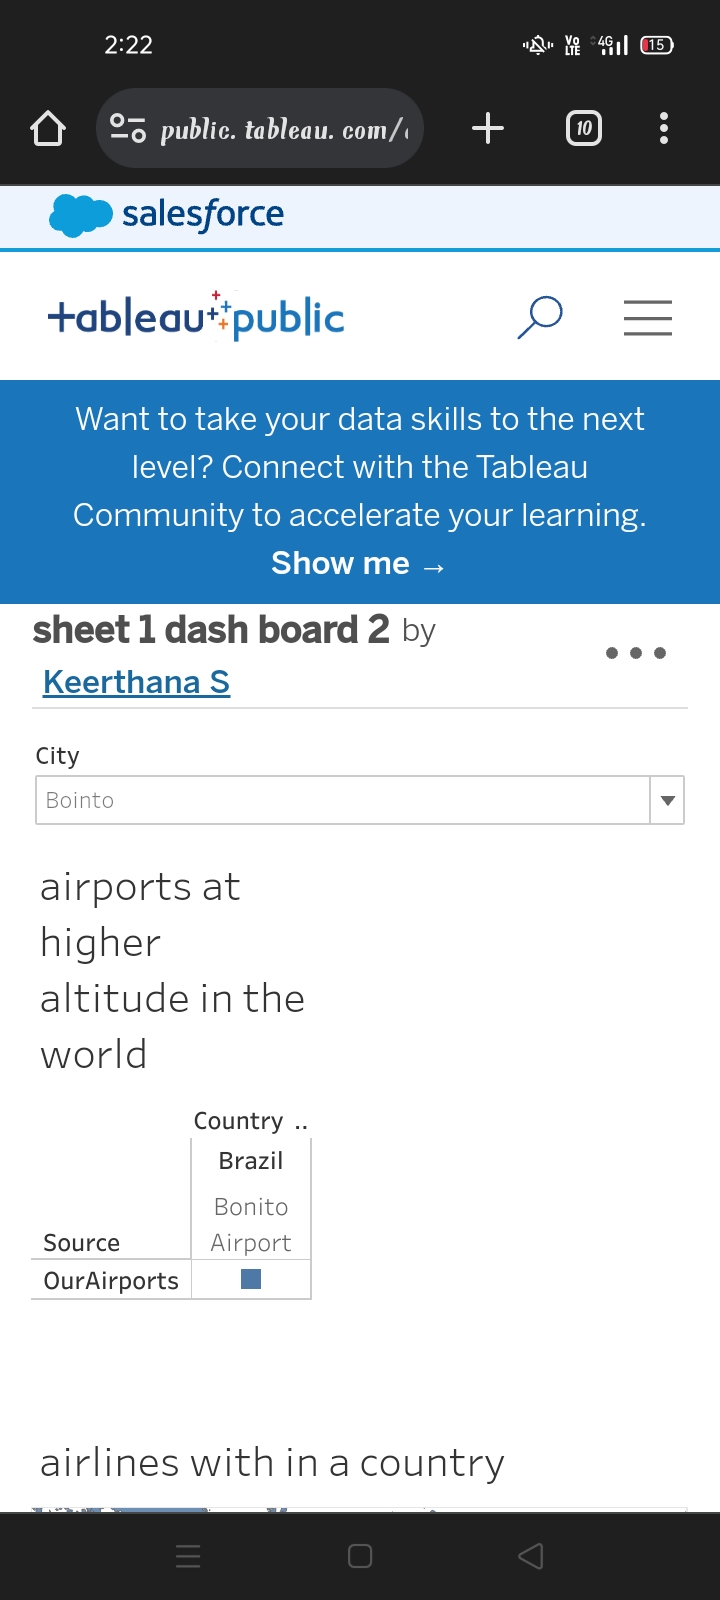 2:22
Vo LTE 4G 15
public. tableau. com/
10
salesforce
+ableau public
Want to take your data skills to the next
level? Connect with the Tableau
Community to accelerate your learning.
Show me →
sheet 1 dash board 2 by
Keerthana S
City
Bointo
airports at
higher
altitude in the
world
Country ..
Brazil
Bonito
Airport
Source
OurAirports
airlines with in a country